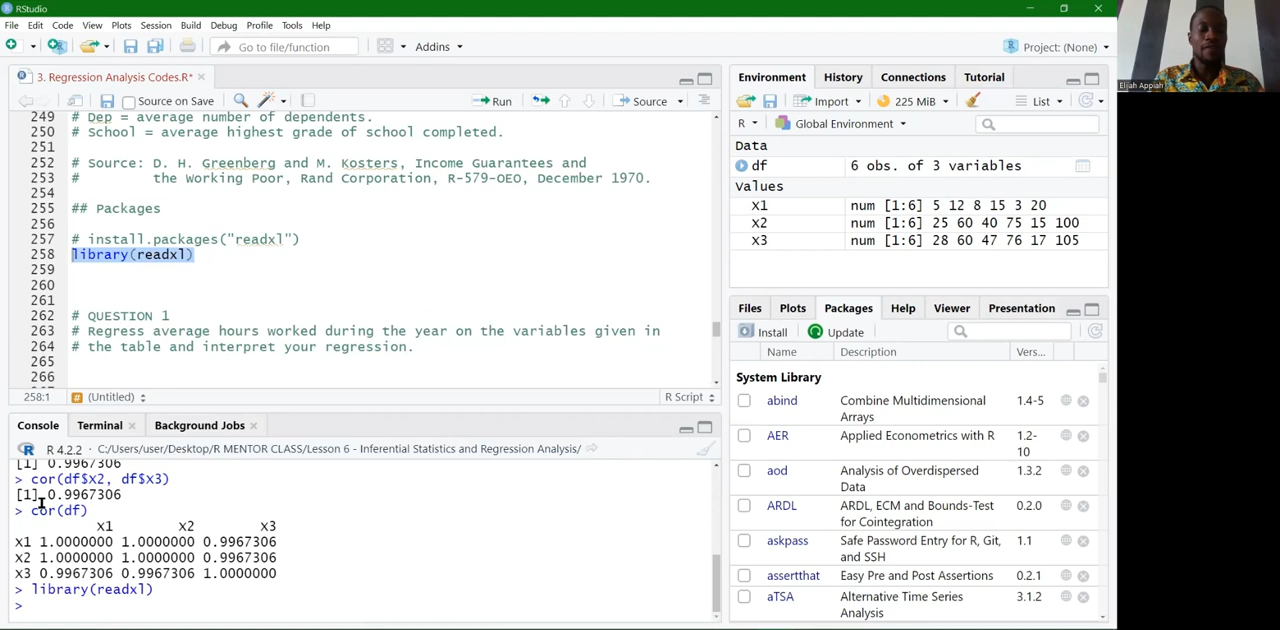 RStudio
File Edit Code View Plots Session Build Debug Profile Tools Help
Go to file/function Addins Project: (None)
3. Regression Analysis Codes.R*
Source on Save Run Source
249 # Dep = average number of dependents.
250 # School = average highest grade of school completed.
251
252 # Source: D. H. Greenberg and M. Kosters, Income Guarantees and
253 # the Working Poor, Rand Corporation, R-579-OEO, December 1970.
254
255 ## Packages
256
257 # install.packages("readxl")
258 library(readxl)
259
260
261
262 # QUESTION 1
263 # Regress average hours worked during the year on the variables given in
264 # the table and interpret your regression.
265
266
258:1 (Untitled) R Script
Console Terminal Background Jobs
R 4.2.2 · C:/Users/user/Desktop/R MENTOR CLASS/Lesson 6 - Inferential Statistics and Regression Analysis/
[1] 0.9967306
> cor(df$x2, df$x3)
[1] 0.9967306
> cor(df)
x1 x2 x3
x1 1.0000000 1.0000000 0.9967306
x2 1.0000000 1.0000000 0.9967306
x3 0.9967306 0.9967306 1.0000000
> library(readxl)
>
Environment History Connections Tutorial
Import 225 MiB List
R Global Environment
Data
df 6 obs. of 3 variables
Values
x1 num [1:6] 5 12 8 15 3 20
x2 num [1:6] 25 60 40 75 15 100
x3 num [1:6] 28 60 47 76 17 105
Files Plots Packages Help Viewer Presentation
Install Update
Name Description Vers...
System Library
abind Combine Multidimensional 1.4-5
Arrays
AER Applied Econometrics with R 1.2-
10
aod Analysis of Overdispersed 1.3.2
Data
ARDL ARDL, ECM and Bounds-Test 0.2.0
for Cointegration
askpass Safe Password Entry for R, Git, 1.1
and SSH
assertthat Easy Pre and Post Assertions 0.2.1
aTSA Alternative Time Series 3.1.2
Analysis
Elijah Appiah